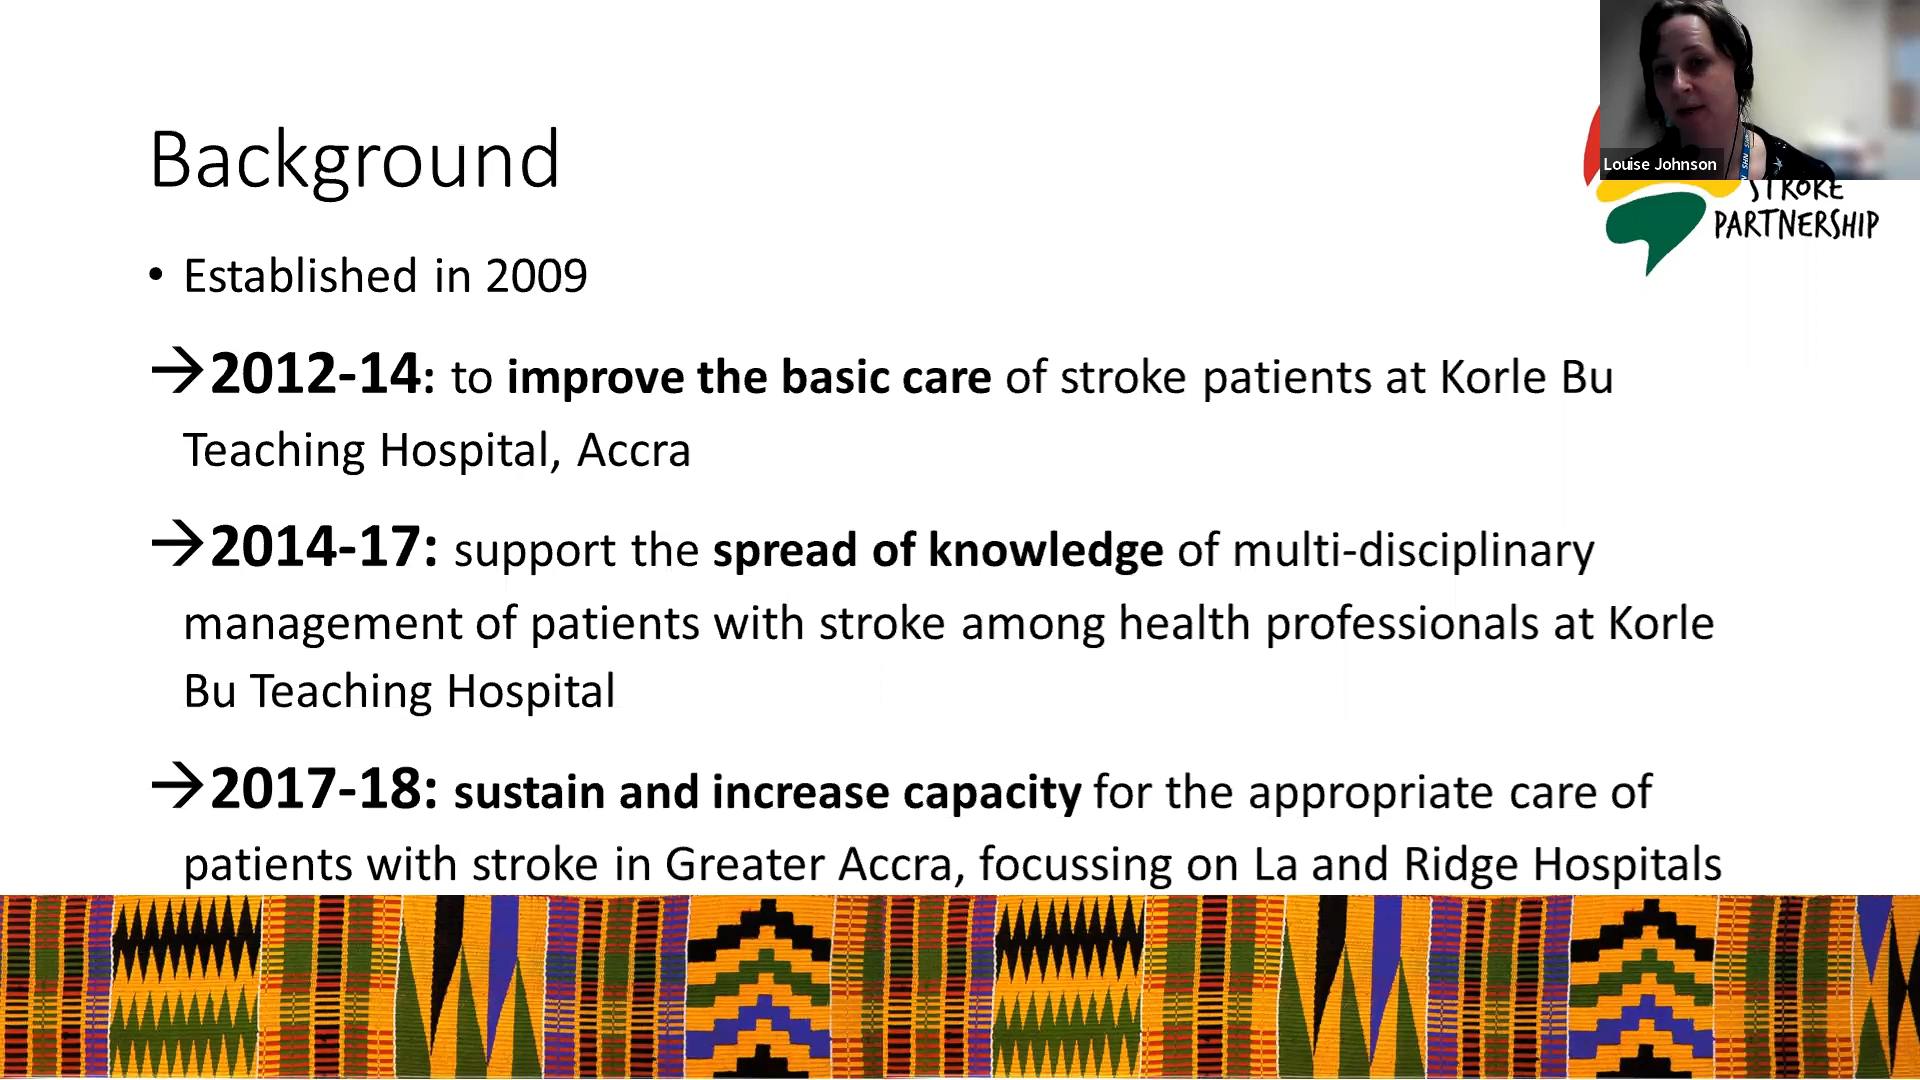 Background
Louise Johnson
NHS
STROKE
PARTNERSHIP
• Established in 2009
→2012-14: to improve the basic care of stroke patients at Korle Bu
Teaching Hospital, Accra
→2014-17: support the spread of knowledge of multi-disciplinary
management of patients with stroke among health professionals at Korle
Bu Teaching Hospital
→2017-18: sustain and increase capacity for the appropriate care of
patients with stroke in Greater Accra, focussing on La and Ridge Hospitals